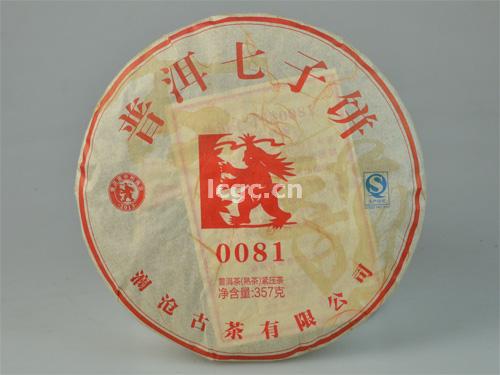 普洱七子饼
lcgc.cn
0081
普洱茶(熟茶)紧压茶
净含量:357克
澜沧古茶有限公司